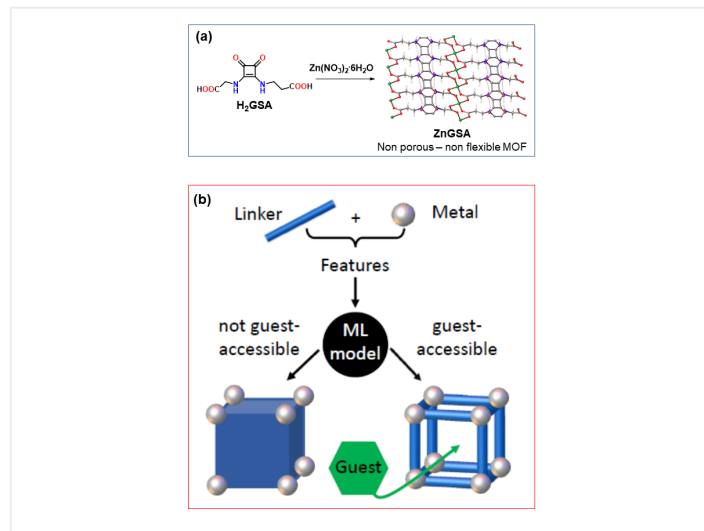 (a)
O O
HOOC N H N H COOH
H₂GSA
Zn(NO₃)₂·6H₂O
ZnGSA
Non porous – non flexible MOF
(b)
Linker + Metal
Features
not guest-accessible
ML model
guest-accessible
Guest